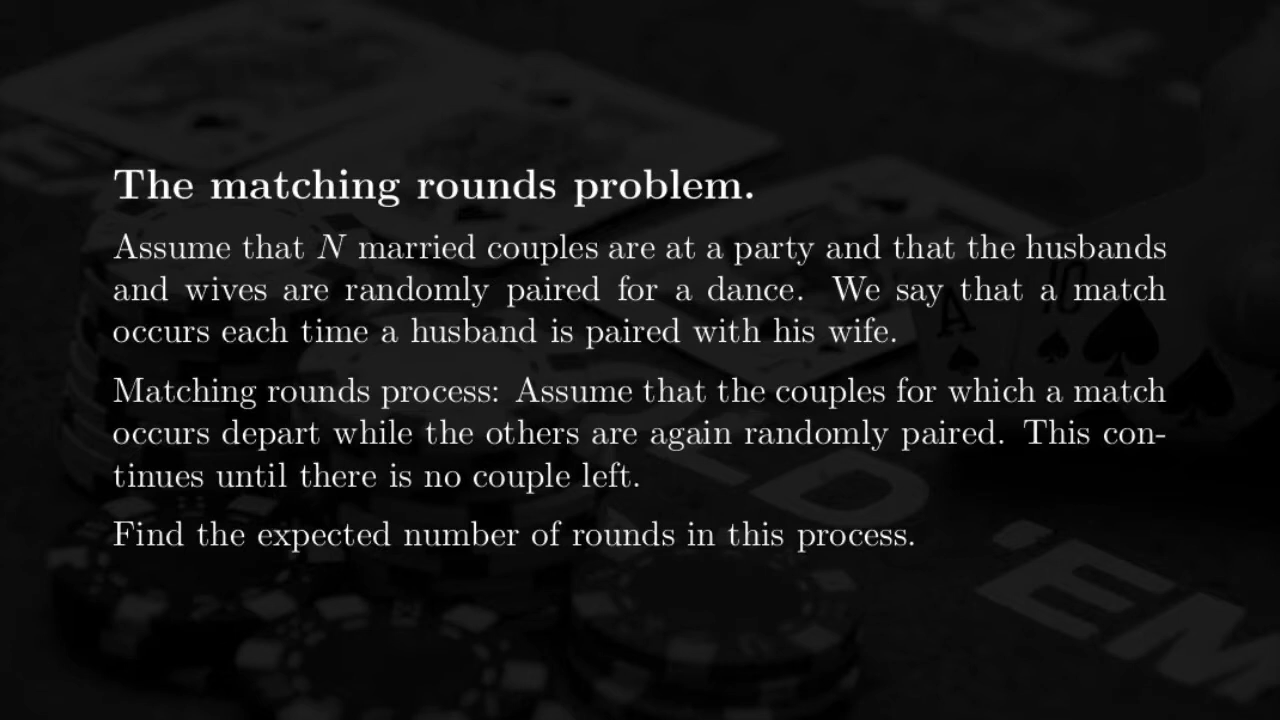 The matching rounds problem.
Assume that N married couples are at a party and that the husbands
and wives are randomly paired for a dance. We say that a match
occurs each time a husband is paired with his wife.
Matching rounds process: Assume that the couples for which a match
occurs depart while the others are again randomly paired. This con-
tinues until there is no couple left.
Find the expected number of rounds in this process.
A
10
LD 'EM